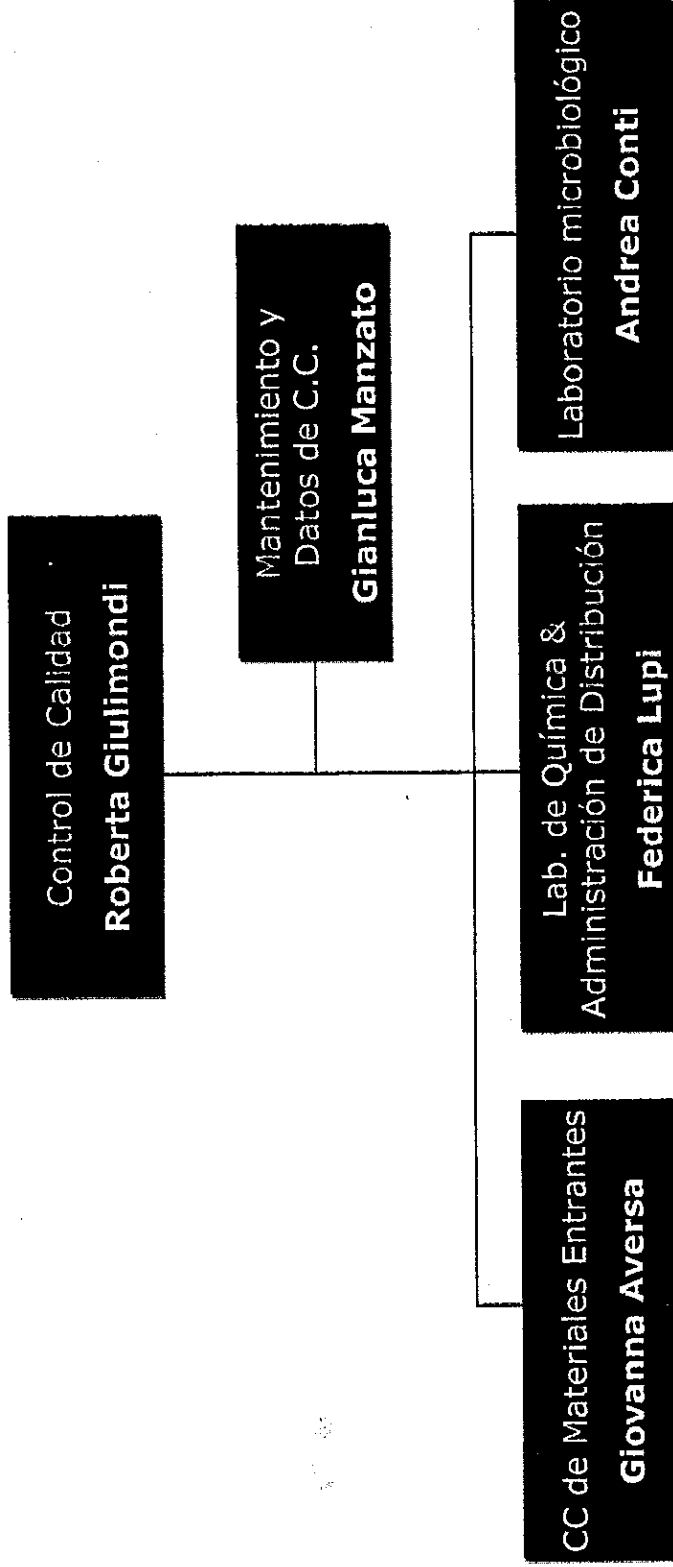 Control de Calidad
Roberta Giulimondi
Mantenimiento y
Datos de C.C.
Gianluca Manzato
CC de Materiales Entrantes
Giovanna Aversa
Lab. de Química &
Administración de Distribución
Federica Lupi
Laboratorio microbiológico
Andrea Conti